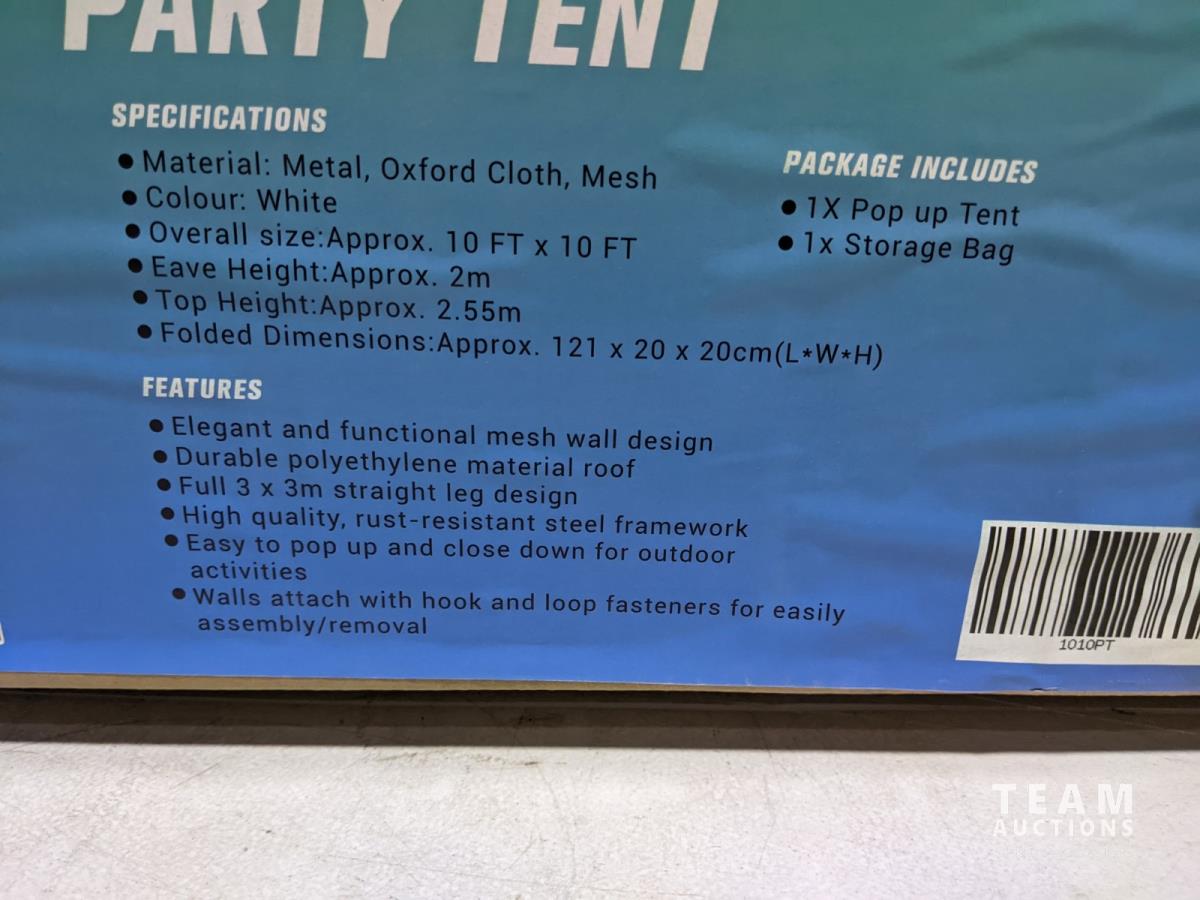 PARTY TENT
SPECIFICATIONS
● Material: Metal, Oxford Cloth, Mesh
● Colour: White
● Overall size:Approx. 10 FT x 10 FT
● Eave Height:Approx. 2m
● Top Height:Approx. 2.55m
● Folded Dimensions:Approx. 121 x 20 x 20cm(L*W*H)
PACKAGE INCLUDES
● 1X Pop up Tent
● 1x Storage Bag
FEATURES
● Elegant and functional mesh wall design
● Durable polyethylene material roof
● Full 3 x 3m straight leg design
● High quality, rust-resistant steel framework
● Easy to pop up and close down for outdoor
activities
● Walls attach with hook and loop fasteners for easily
assembly/removal
1010PT
TEAM
AUCTIONS